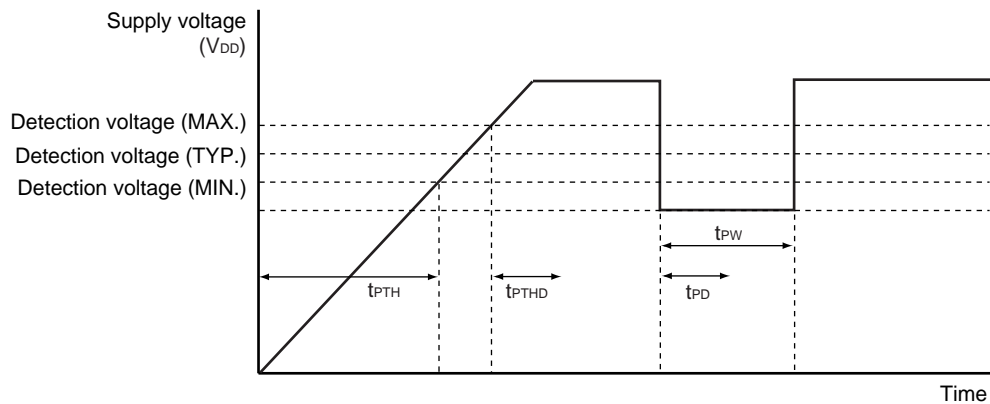 Supply voltage
(VDD)
Detection voltage (MAX.)
Detection voltage (TYP.)
Detection voltage (MIN.)
tPW
tPTH
tPTHD
tPD
Time